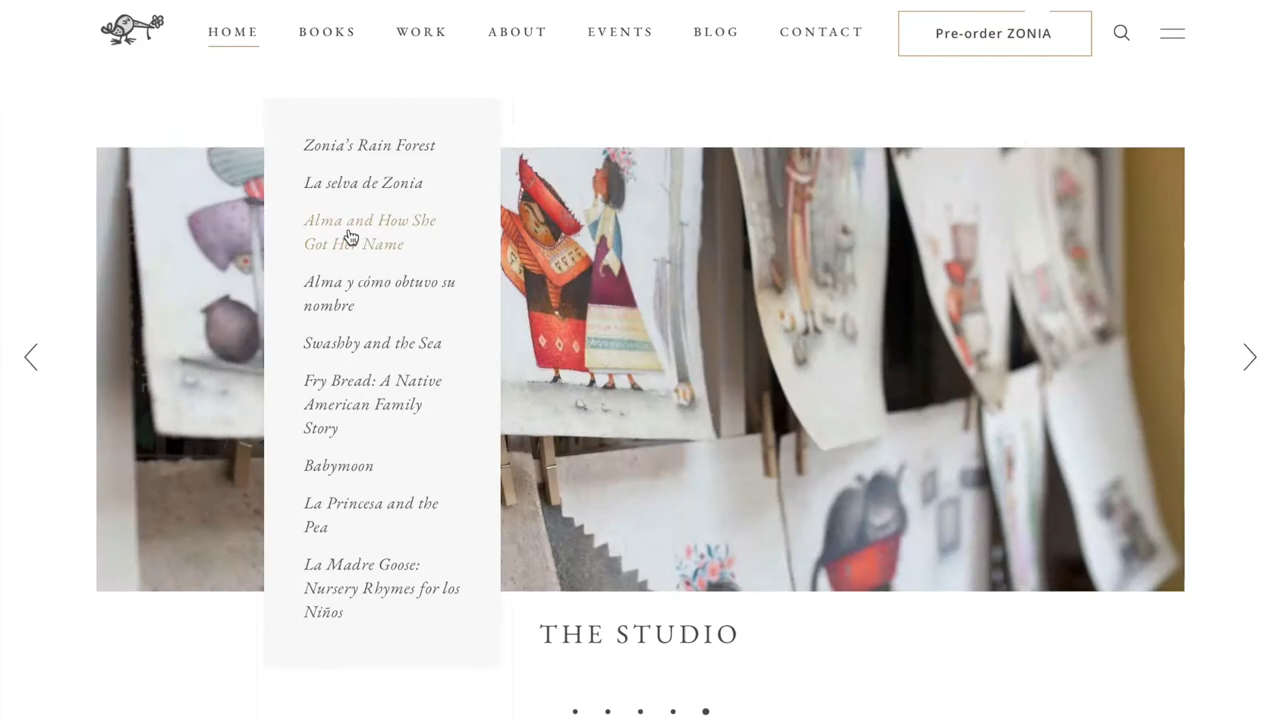 HOME
BOOKS
WORK
ABOUT
EVENTS
BLOG
CONTACT
Pre-order ZONIA
Zonia's Rain Forest
La selva de Zonia
Alma and How She
Got Her Name
Alma y cómo obtuvo su
nombre
Swashby and the Sea
Fry Bread: A Native
American Family
Story
Babymoon
La Princesa and the
Pea
La Madre Goose:
Nursery Rhymes for los
Niños
THE STUDIO